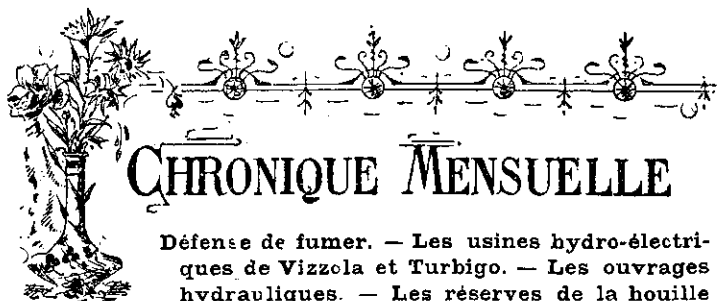 CHRONIQUE MENSUELLE
Défense de fumer. — Les usines hydro-électri-
ques de Vizzola et Turbigo. — Les ouvrages
hydrauliques. — Les réserves de la houille